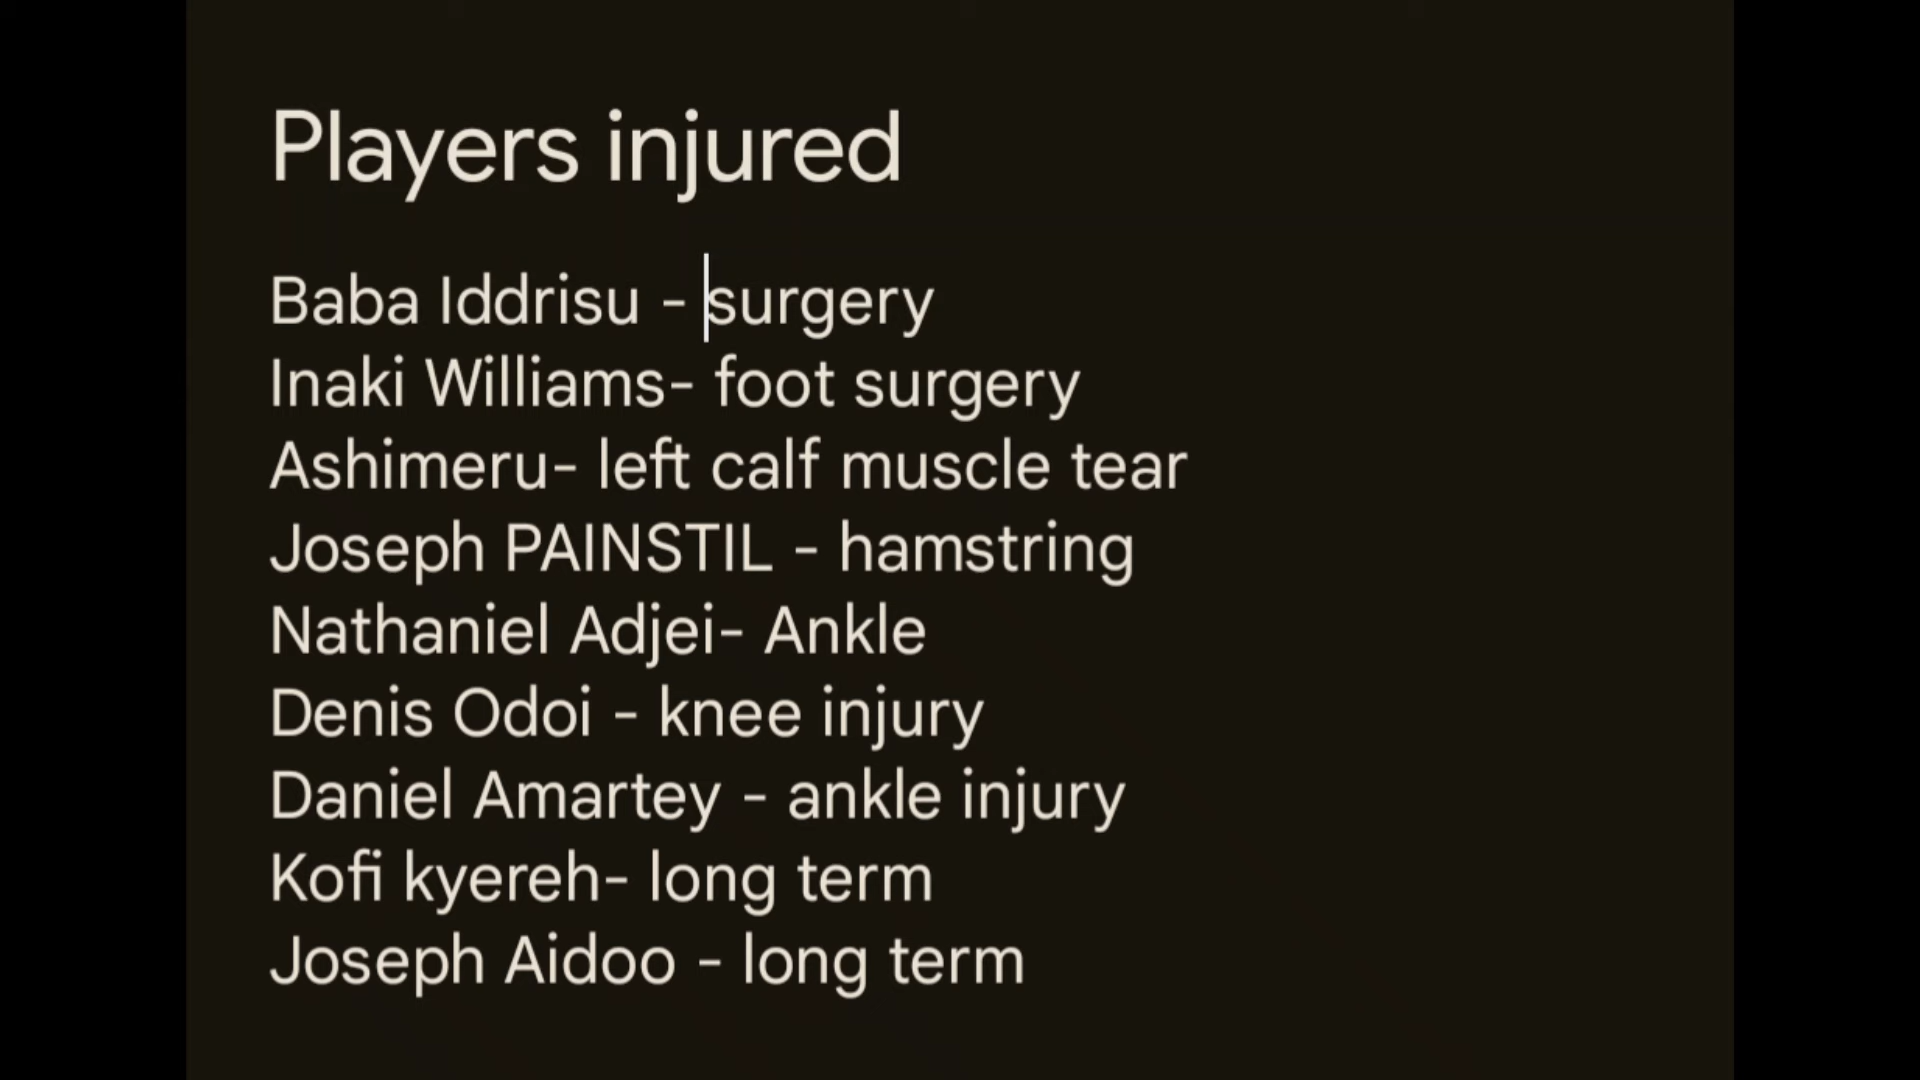 Players injured
Baba Iddrisu - surgery
Inaki Williams- foot surgery
Ashimeru- left calf muscle tear
Joseph PAINSTIL - hamstring
Nathaniel Adjei- Ankle
Denis Odoi - knee injury
Daniel Amartey - ankle injury
Kofi kyereh- long term
Joseph Aidoo - long term